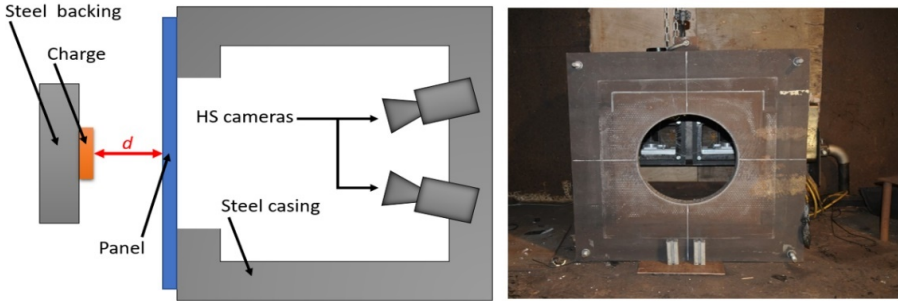 Steel backing
Charge
d
HS cameras
Steel casing
Panel